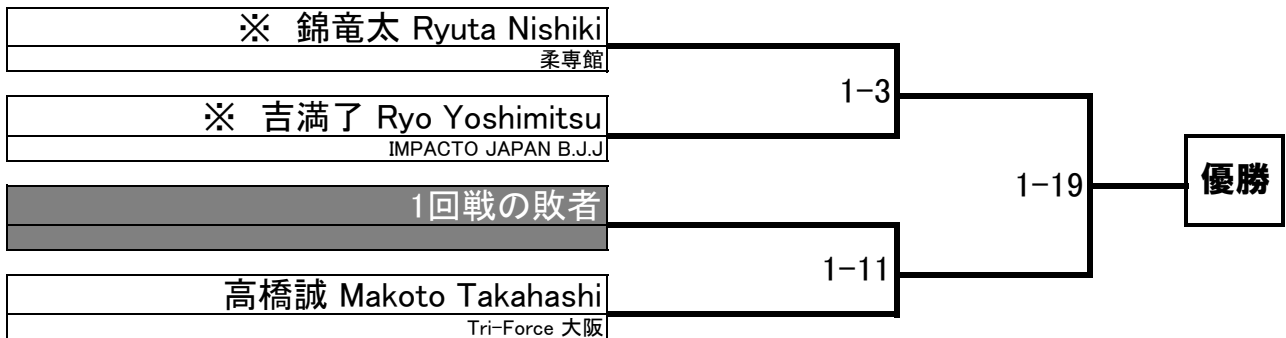 ※ 錦竜太 Ryuta Nishiki
柔専館
1-3
※ 吉満了 Ryo Yoshimitsu
IMPACTO JAPAN B.J.J
1-19
優勝
1回戦の敗者
1-11
高橋誠 Makoto Takahashi
Tri-Force 大阪